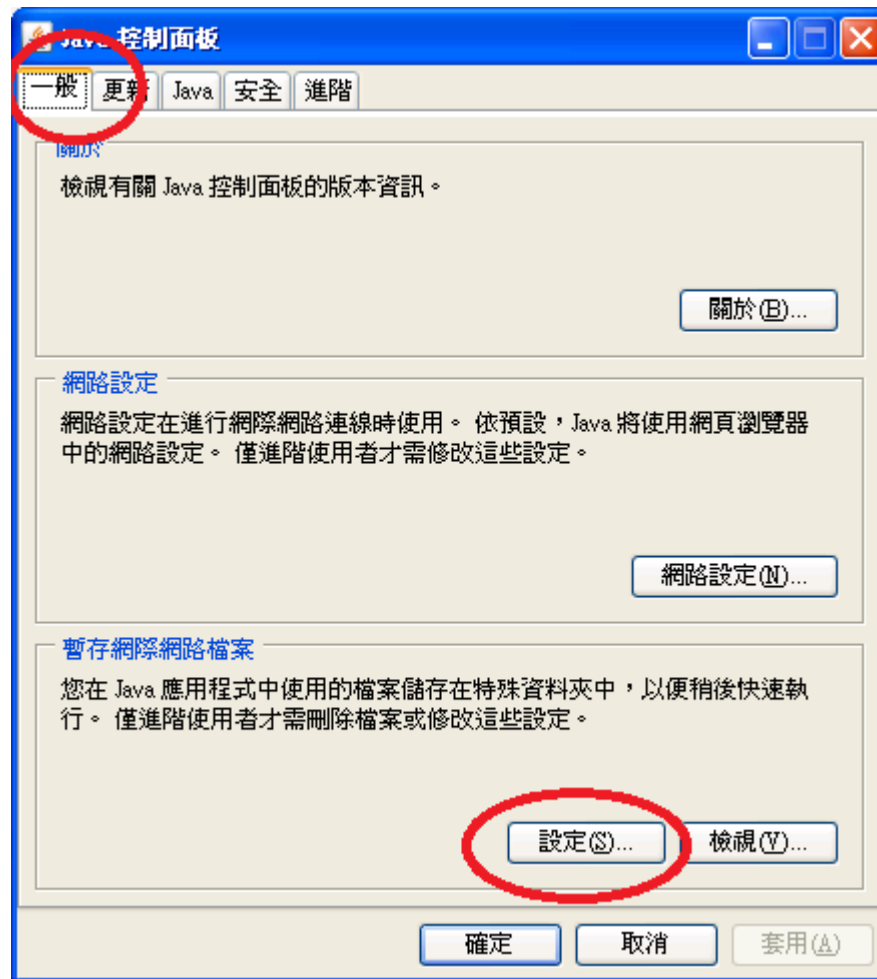 Java 控制面板
一般 更新 Java 安全 進階
關於
檢視有關 Java 控制面板的版本資訊。
關於(B)...
網路設定
網路設定在進行網際網路連線時使用。 依預設，Java 將使用網頁瀏覽器
中的網路設定。 僅進階使用者才需修改這些設定。
網路設定(N)...
暫存網際網路檔案
您在 Java 應用程式中使用的檔案儲存在特殊資料夾中，以便稍後快速執
行。 僅進階使用者才需刪除檔案或修改這些設定。
設定(S)... 檢視(V)...
確定 取消 套用(A)